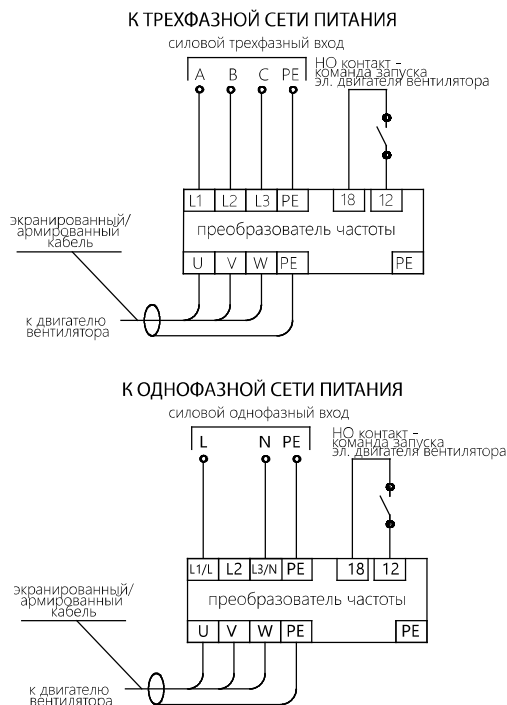 К ТРЕХФАЗНОЙ СЕТИ ПИТАНИЯ
силовой трехфазный вход
A B C PE
НО контакт –
команда запуска
эл. двигателя вентилятора
L1 L2 L3 PE 18 12
преобразователь частоты
U V W PE PE
экранированный/
армированный
кабель
к двигателю
вентилятора
К ОДНОФАЗНОЙ СЕТИ ПИТАНИЯ
силовой однофазный вход
L N PE
НО контакт –
команда запуска
эл. двигателя вентилятора
L1/L L2 L3/N PE 18 12
преобразователь частоты
U V W PE PE
экранированный/
армированный
кабель
к двигателю
вентилятора